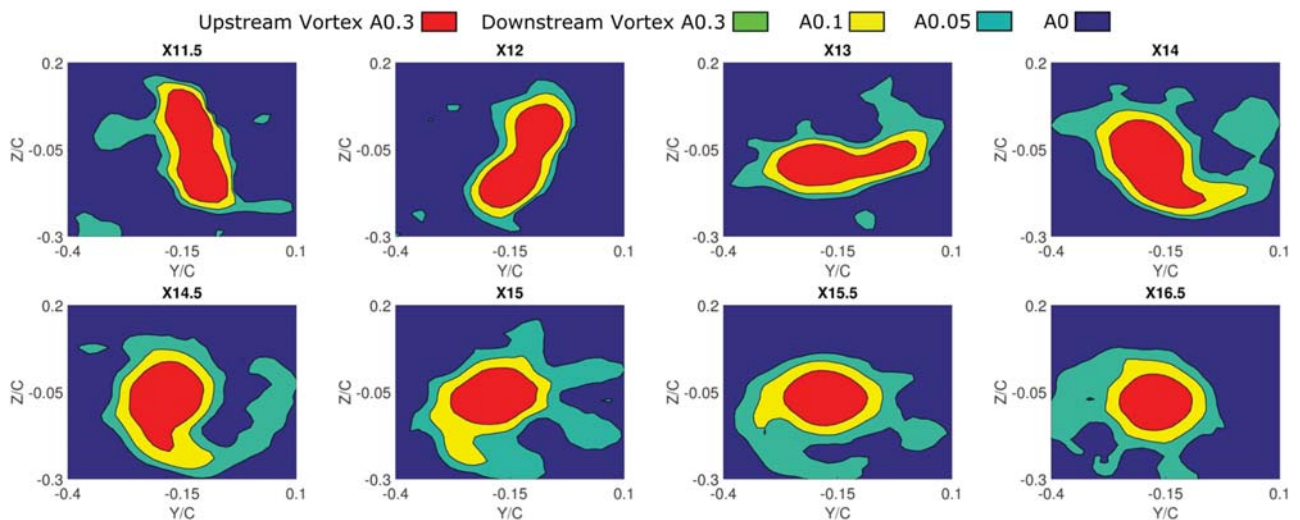 Upstream Vortex A0.3 Downstream Vortex A0.3 A0.1 A0.05 A0
X11.5 X12 X13 X14
0.2 0.2 0.2 0.2
Z/C -0.05 Z/C -0.05 Z/C -0.05 Z/C -0.05
-0.3 -0.3 -0.3 -0.3
-0.4 -0.15 0.1 -0.4 -0.15 0.1 -0.4 -0.15 0.1 -0.4 -0.15 0.1
Y/C Y/C Y/C Y/C
X14.5 X15 X15.5 X16.5
0.2 0.2 0.2 0.2
Z/C -0.05 Z/C -0.05 Z/C -0.05 Z/C -0.05
-0.3 -0.3 -0.3 -0.3
-0.4 -0.15 0.1 -0.4 -0.15 0.1 -0.4 -0.15 0.1 -0.4 -0.15 0.1
Y/C Y/C Y/C Y/C